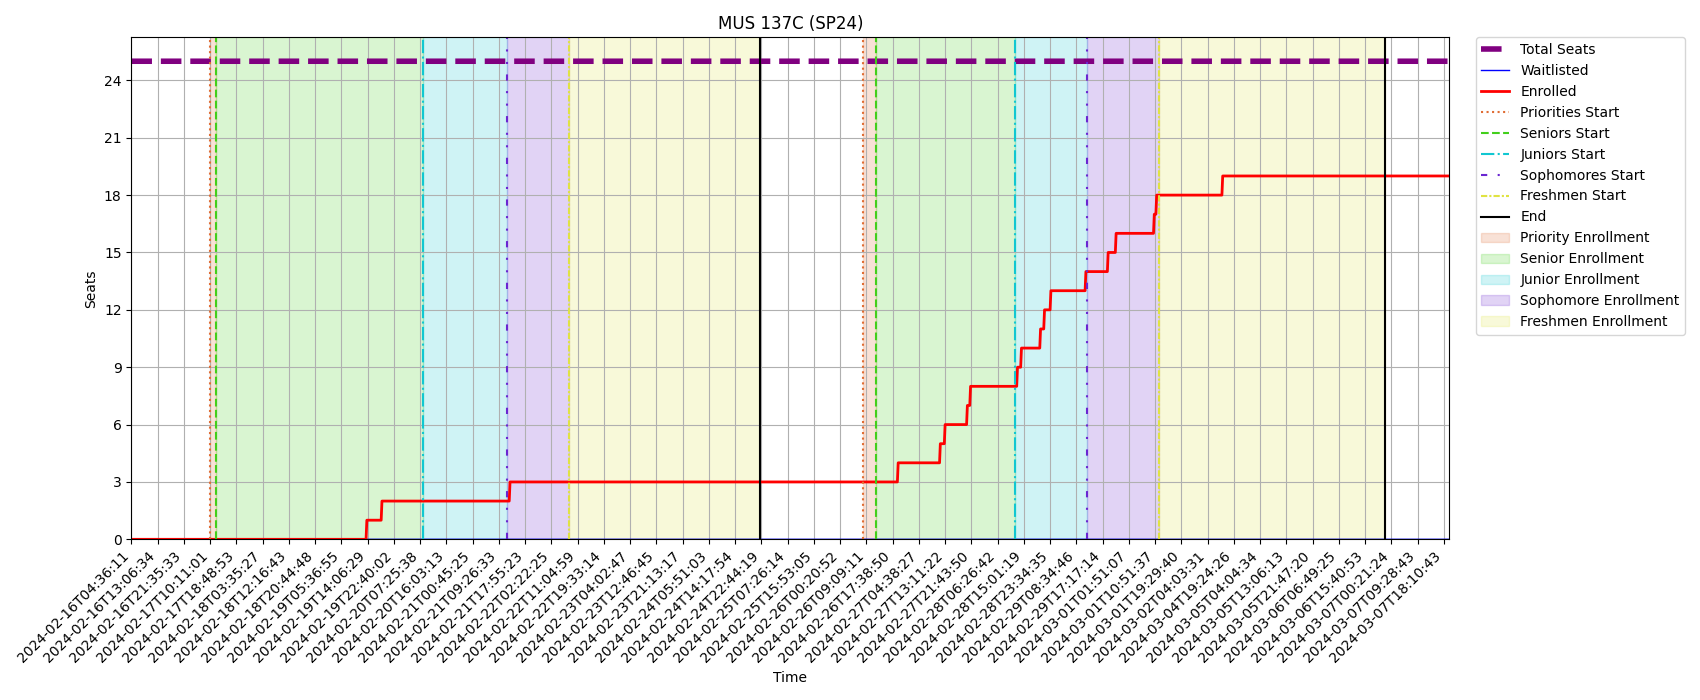 MUS 137C (SP24)
Seats
24
21
18
15
12
9
6
3
0
2024-02-16T04:36:11
2024-02-16T13:06:34
2024-02-16T21:35:33
2024-02-17T10:11:01
2024-02-17T18:48:53
2024-02-18T03:35:27
2024-02-18T12:16:43
2024-02-18T20:44:48
2024-02-19T05:36:55
2024-02-19T14:06:29
2024-02-19T22:40:02
2024-02-20T07:25:38
2024-02-20T16:03:13
2024-02-21T00:45:25
2024-02-21T09:26:33
2024-02-21T17:55:23
2024-02-22T02:22:25
2024-02-22T11:04:59
2024-02-22T19:33:14
2024-02-23T04:02:47
2024-02-23T12:46:45
2024-02-23T21:13:17
2024-02-24T05:51:03
2024-02-24T14:17:54
2024-02-24T22:44:19
2024-02-25T07:26:14
2024-02-25T15:53:05
2024-02-26T00:20:52
2024-02-26T09:09:11
2024-02-26T17:38:50
2024-02-27T04:38:27
2024-02-27T13:11:22
2024-02-27T21:43:50
2024-02-28T06:26:42
2024-02-28T15:01:19
2024-02-28T23:34:35
2024-02-29T08:34:46
2024-02-29T17:17:14
2024-03-01T01:51:07
2024-03-01T10:51:37
2024-03-01T19:29:40
2024-03-02T04:03:31
2024-03-04T19:24:26
2024-03-05T04:04:34
2024-03-05T13:06:13
2024-03-05T21:47:20
2024-03-06T06:49:25
2024-03-06T15:40:53
2024-03-07T00:21:24
2024-03-07T09:28:43
2024-03-07T18:10:43
Time
Total Seats
Waitlisted
Enrolled
Priorities Start
Seniors Start
Juniors Start
Sophomores Start
Freshmen Start
End
Priority Enrollment
Senior Enrollment
Junior Enrollment
Sophomore Enrollment
Freshmen Enrollment